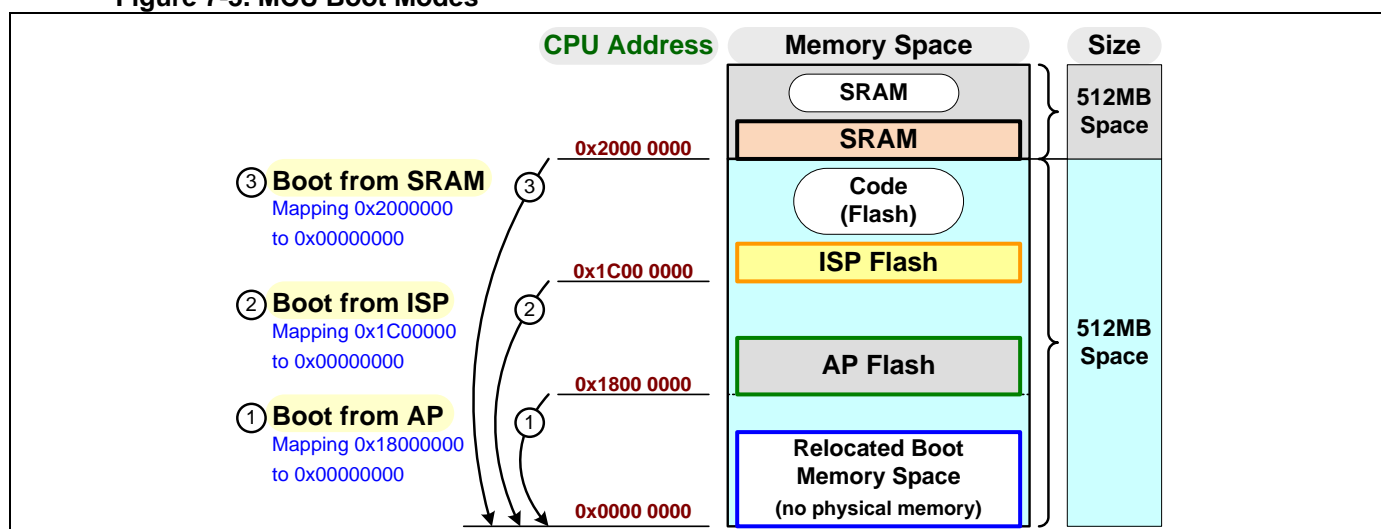 Figure 7-3. MCU Boot Modes
CPU Address
Memory Space
Size
SRAM
512MB
Space
SRAM
0x2000 0000
③ Boot from SRAM
Mapping 0x2000000
to 0x00000000
③
Code
(Flash)
ISP Flash
0x1C00 0000
② Boot from ISP
Mapping 0x1C00000
to 0x00000000
②
512MB
Space
AP Flash
0x1800 0000
① Boot from AP
Mapping 0x18000000
to 0x00000000
①
Relocated Boot
Memory Space
(no physical memory)
0x0000 0000